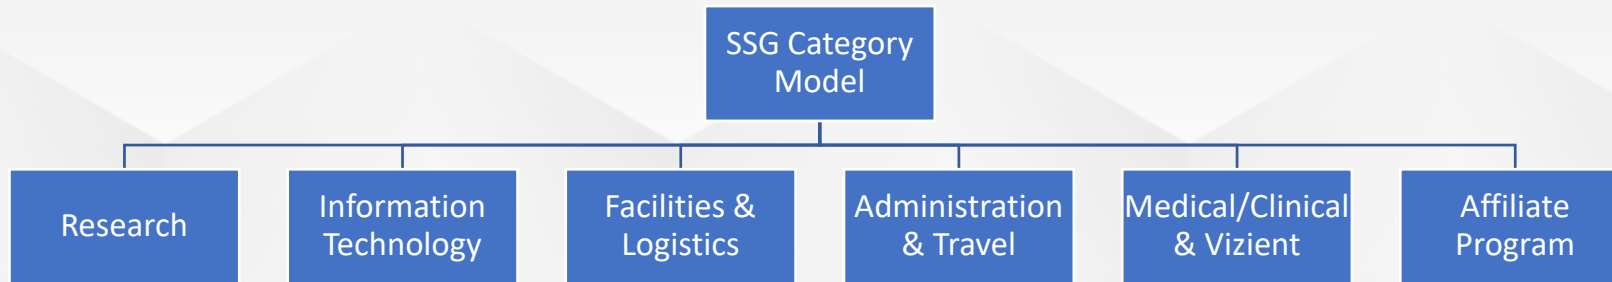 SSG Category
Model
Research
Information
Technology
Facilities &
Logistics
Administration
& Travel
Medical/Clinical
& Vizient
Affiliate
Program